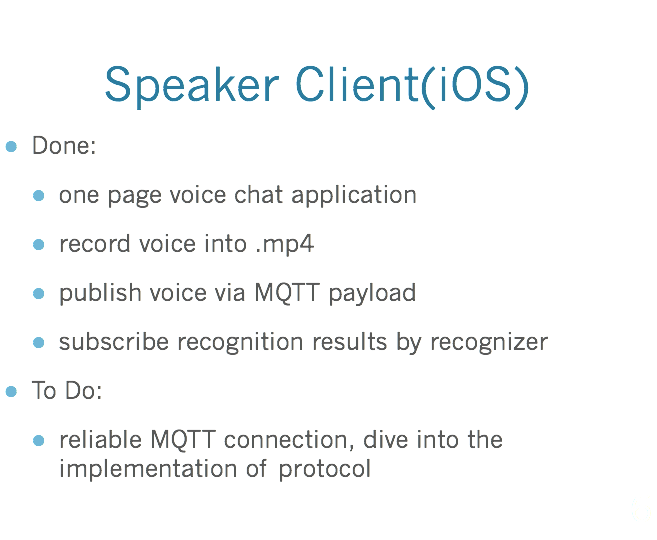 Speaker Client(iOS)
Done:
one page voice chat application
record voice into .mp4
publish voice via MQTT payload
subscribe recognition results by recognizer
To Do:
reliable MQTT connection, dive into the
implementation of protocol